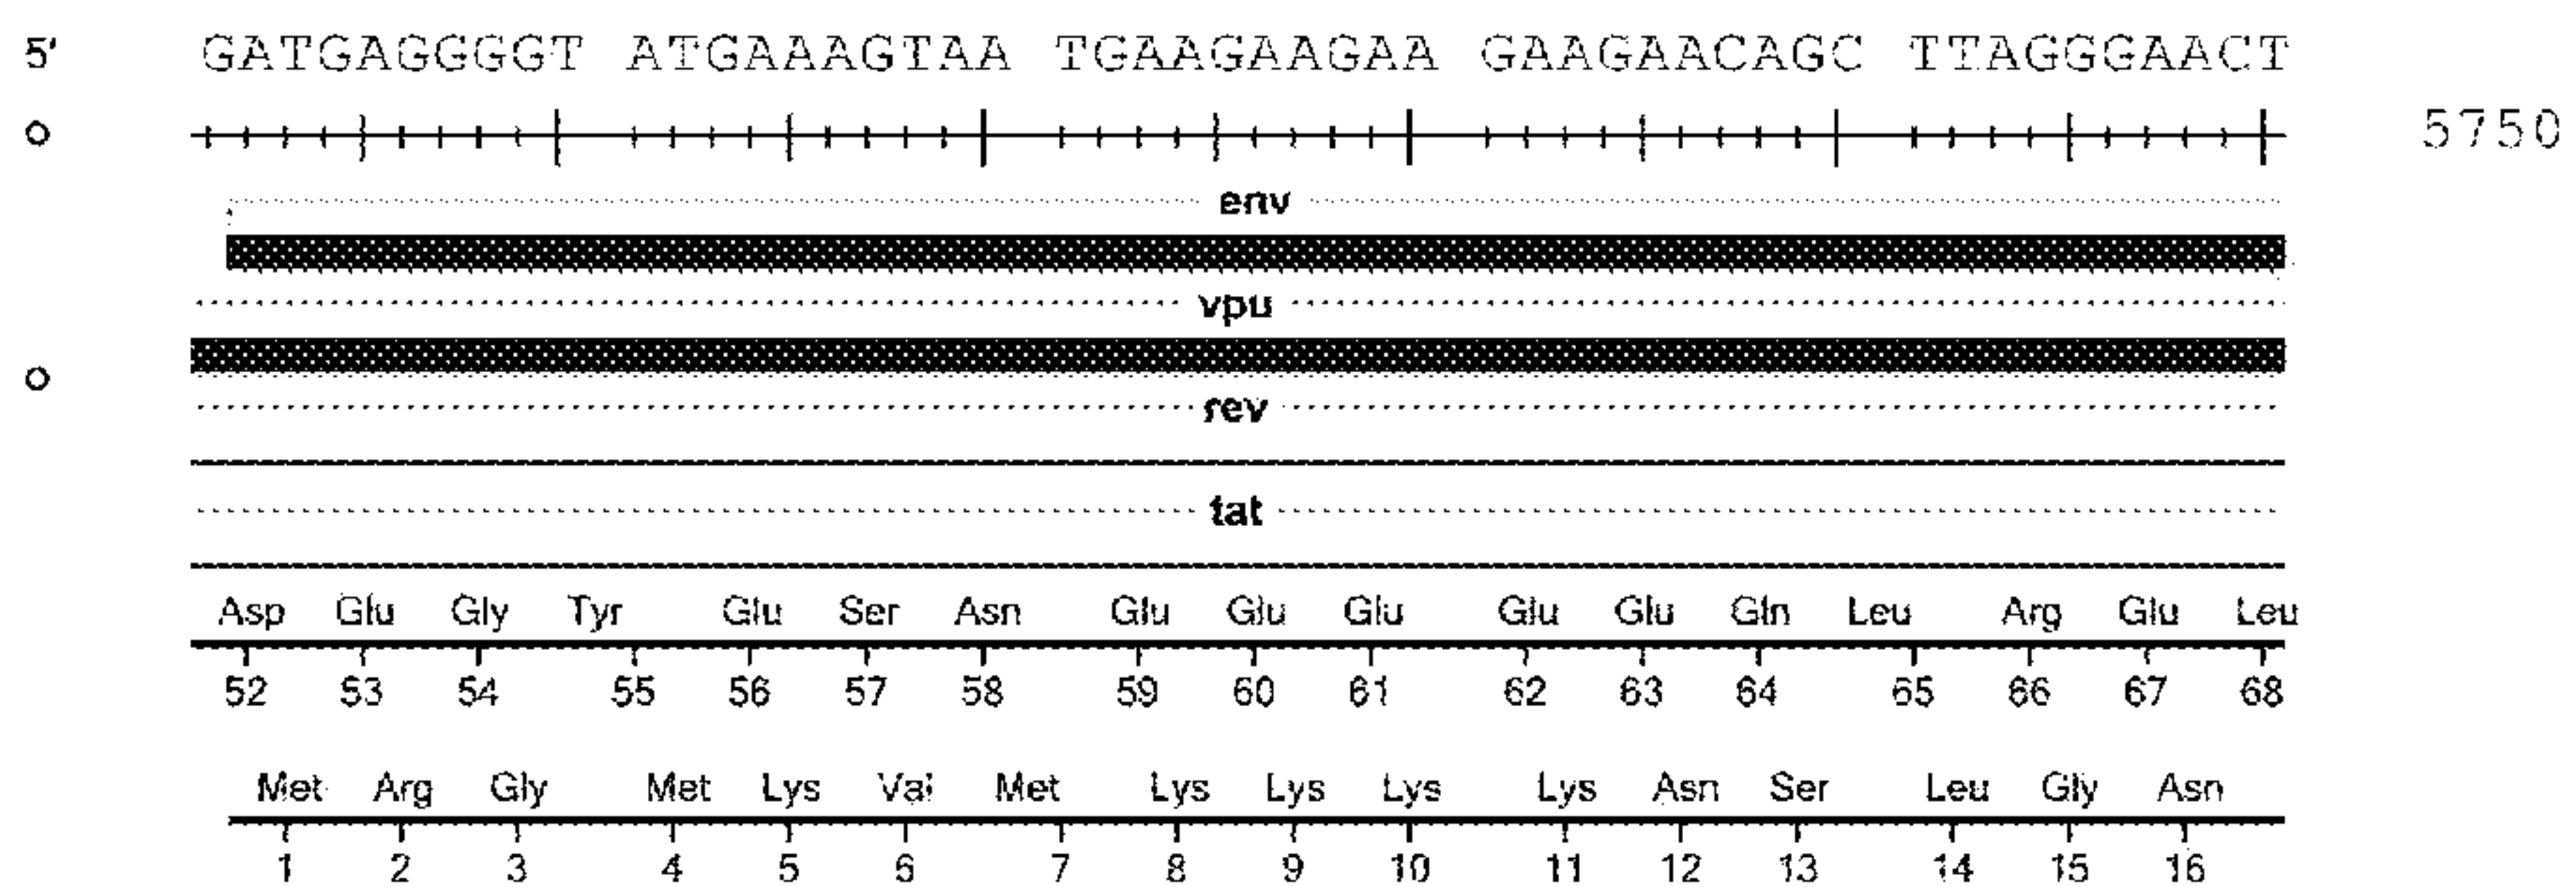 5' GATGAGGGGT ATGAAAGTAA TGAAGAAGAA GAAGAACAGC TTAGGGAACT
5750
env
vpu
rev
tat
Asp Glu Gly Tyr Glu Ser Asn Glu Glu Glu Glu Glu Gln Leu Arg Glu Leu
52 53 54 55 56 57 58 59 60 61 62 63 64 65 66 67 68
Met Arg Gly Met Lys Val Met Lys Lys Lys Lys Asn Ser Leu Gly Asn
1 2 3 4 5 6 7 8 9 10 11 12 13 14 15 16